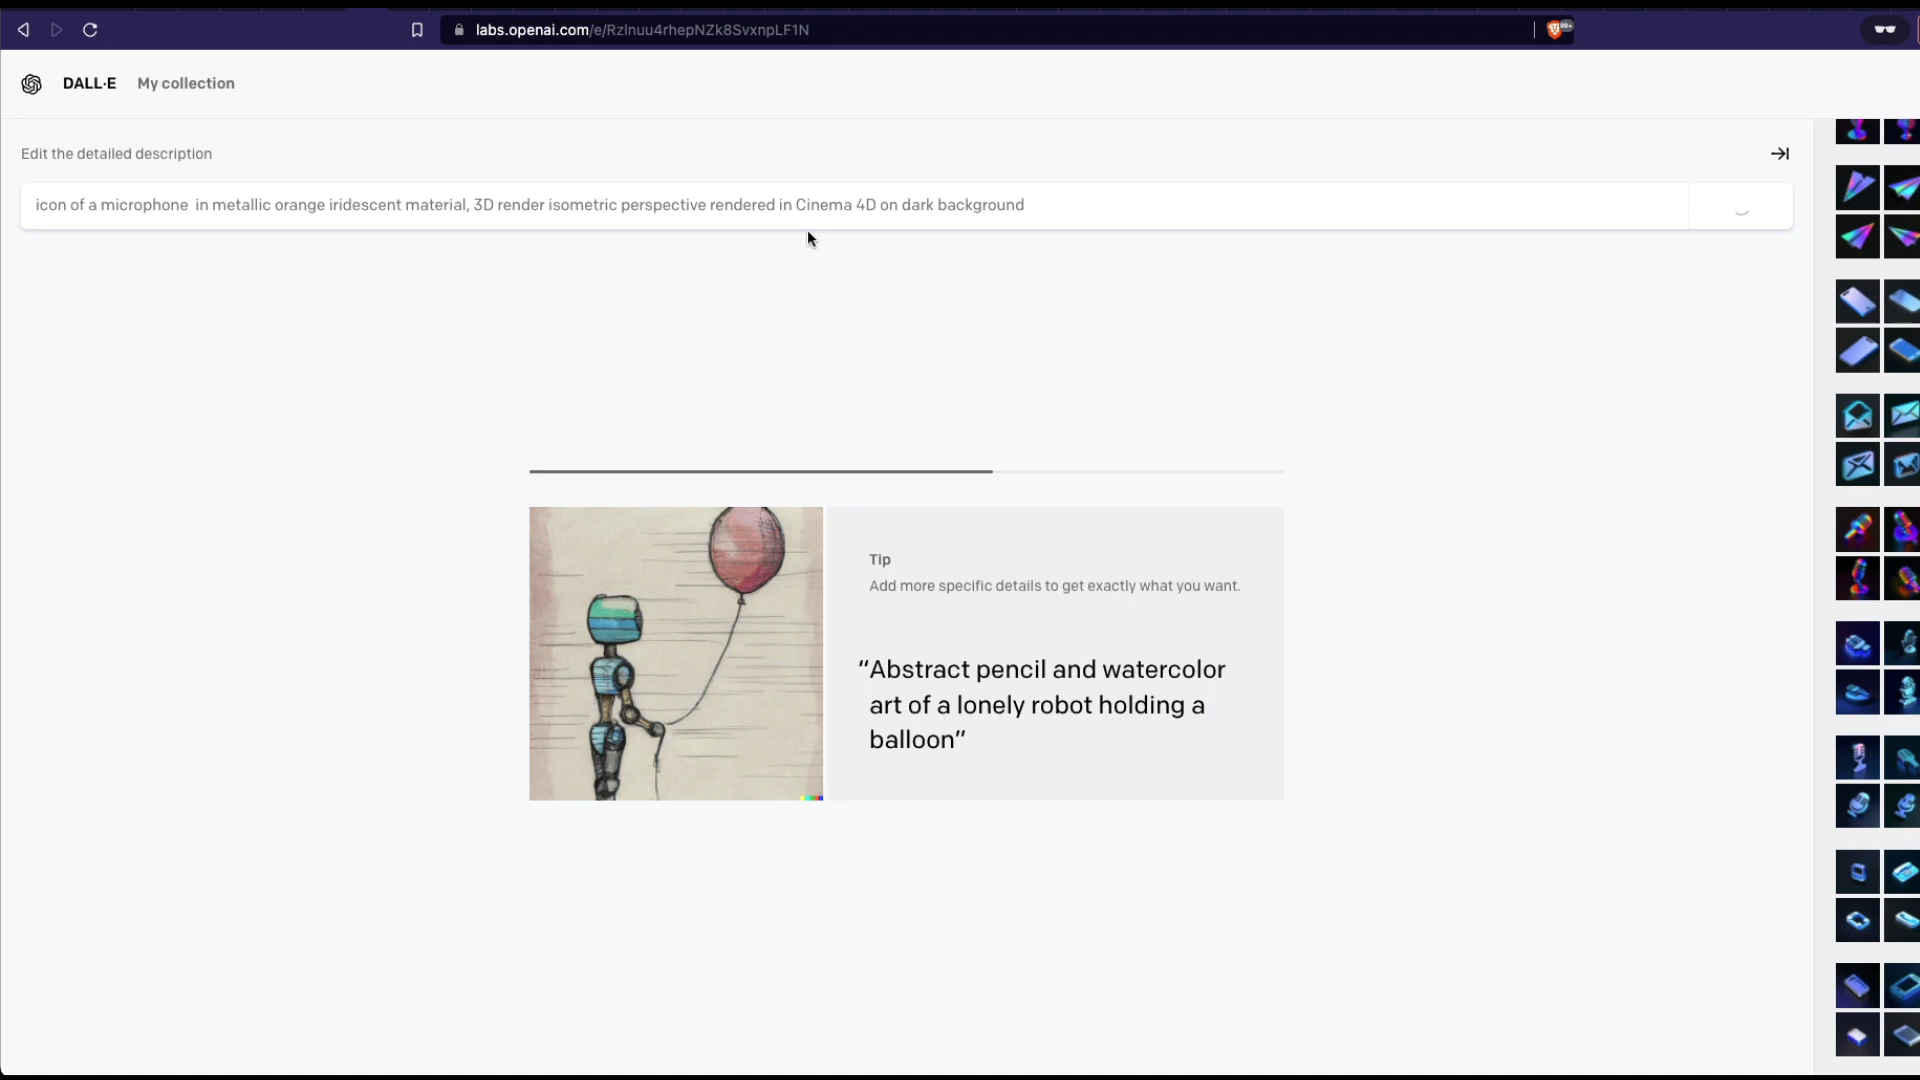 labs.openai.com/e/RzInuu4rhepNZk8SvxnpLF1N
99+
DALL·E My collection
Edit the detailed description
icon of a microphone  in metallic orange iridescent material, 3D render isometric perspective rendered in Cinema 4D on dark background
Tip
Add more specific details to get exactly what you want.
“Abstract pencil and watercolor
art of a lonely robot holding a
balloon”